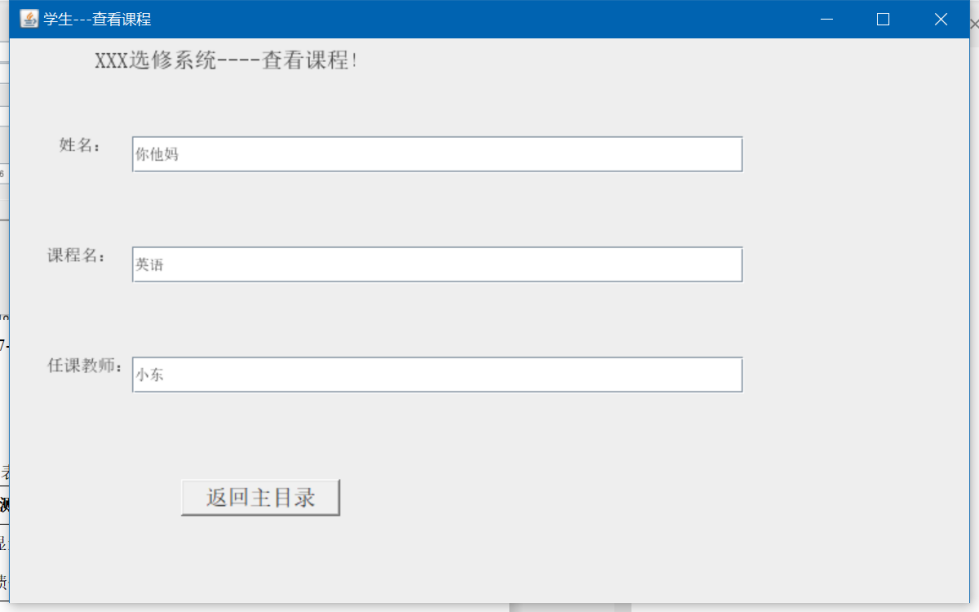 学生---查看课程
XXX选修系统----查看课程!
姓名：
你他妈
课程名：
英语
任课教师：
小东
返回主目录